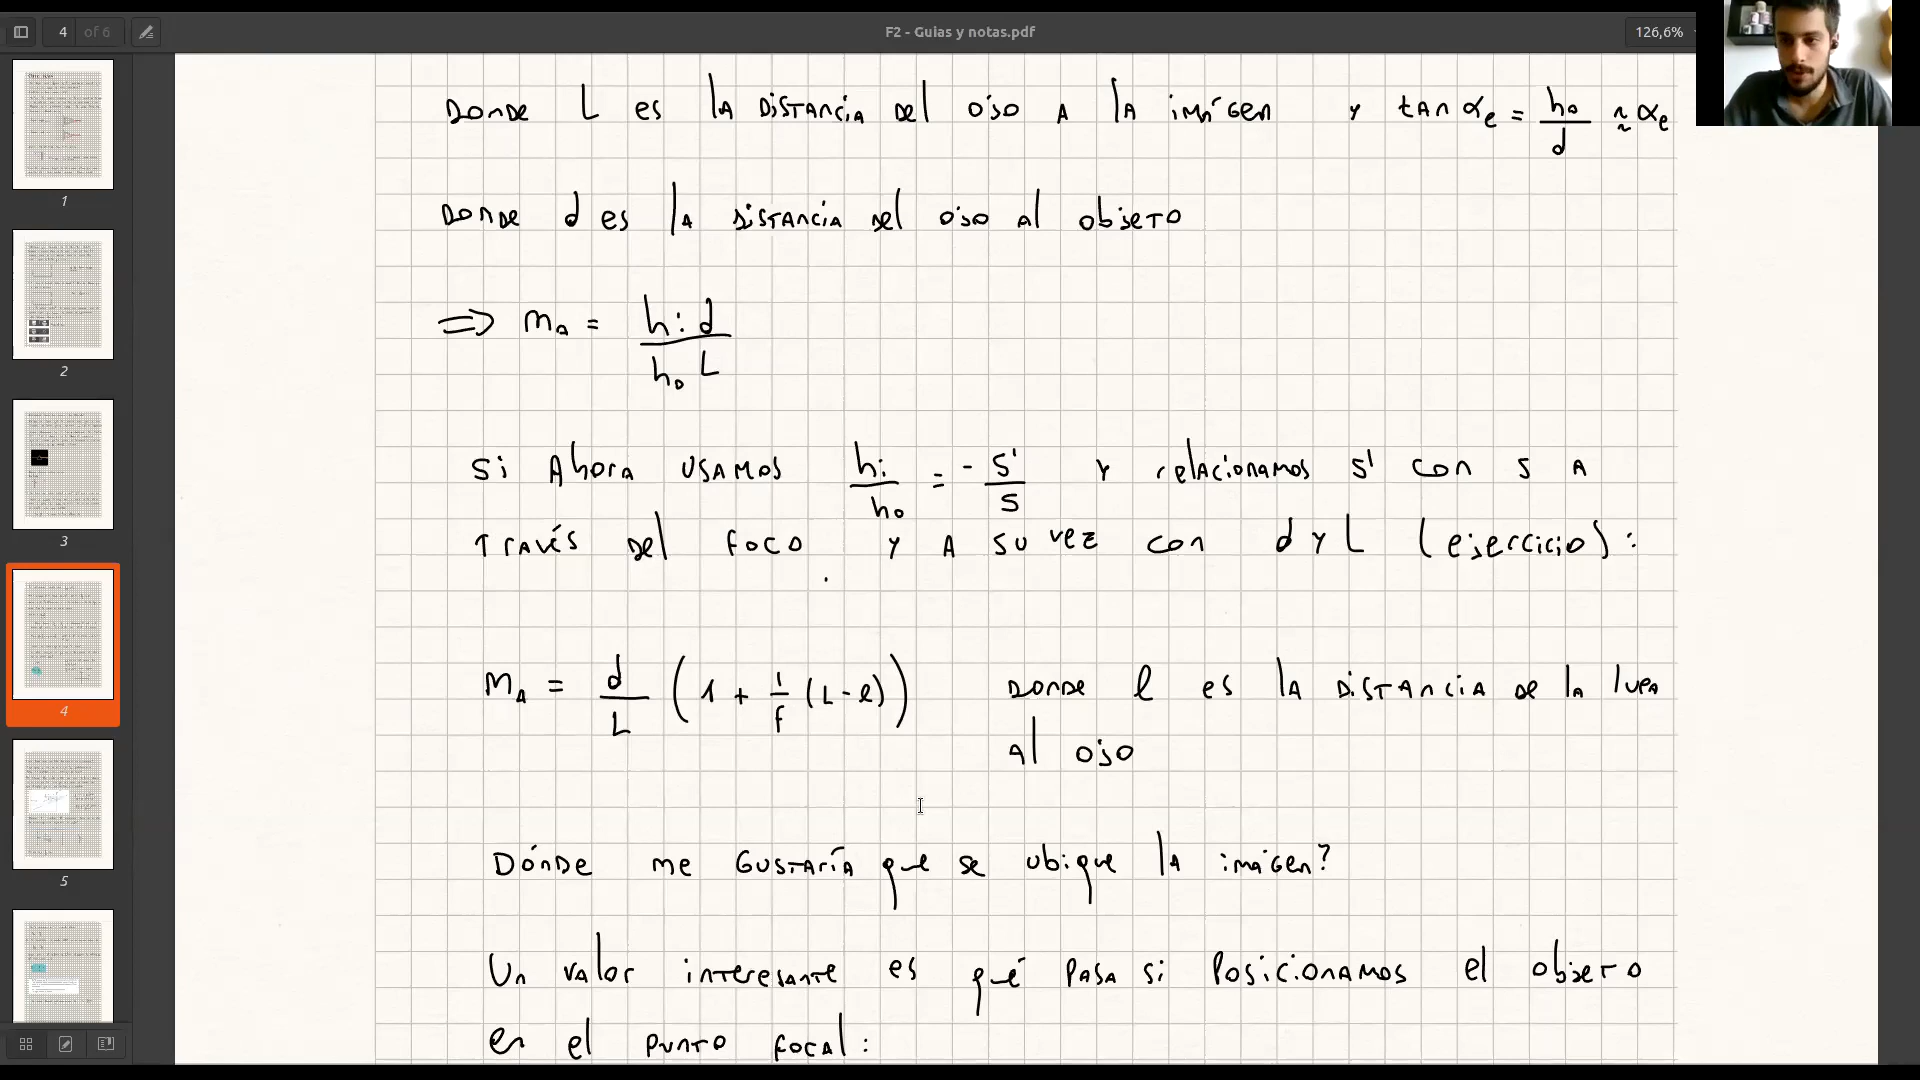 4 of 6
F2 - Guias y notas.pdf
126,6%
Donde L es la distancia del ojo a la imágen y tan αe = ho/d ≈ αe
Donde d es la distancia del ojo al objeto
⇒ mA = hi d / ho L
Si Ahora usamos hi/ho = - s'/s y relacionamos s' con s a
través del foco y a su vez con d y L (ejercicio):
mA = d/L (1 + 1/f (L - ℓ)) Donde ℓ es la distancia de la lupa
al ojo
Dónde me gustaría que se ubique la imágen?
Un valor interesante es qué pasa si posicionamos el objeto
en el punto focal:
1
2
3
4
5